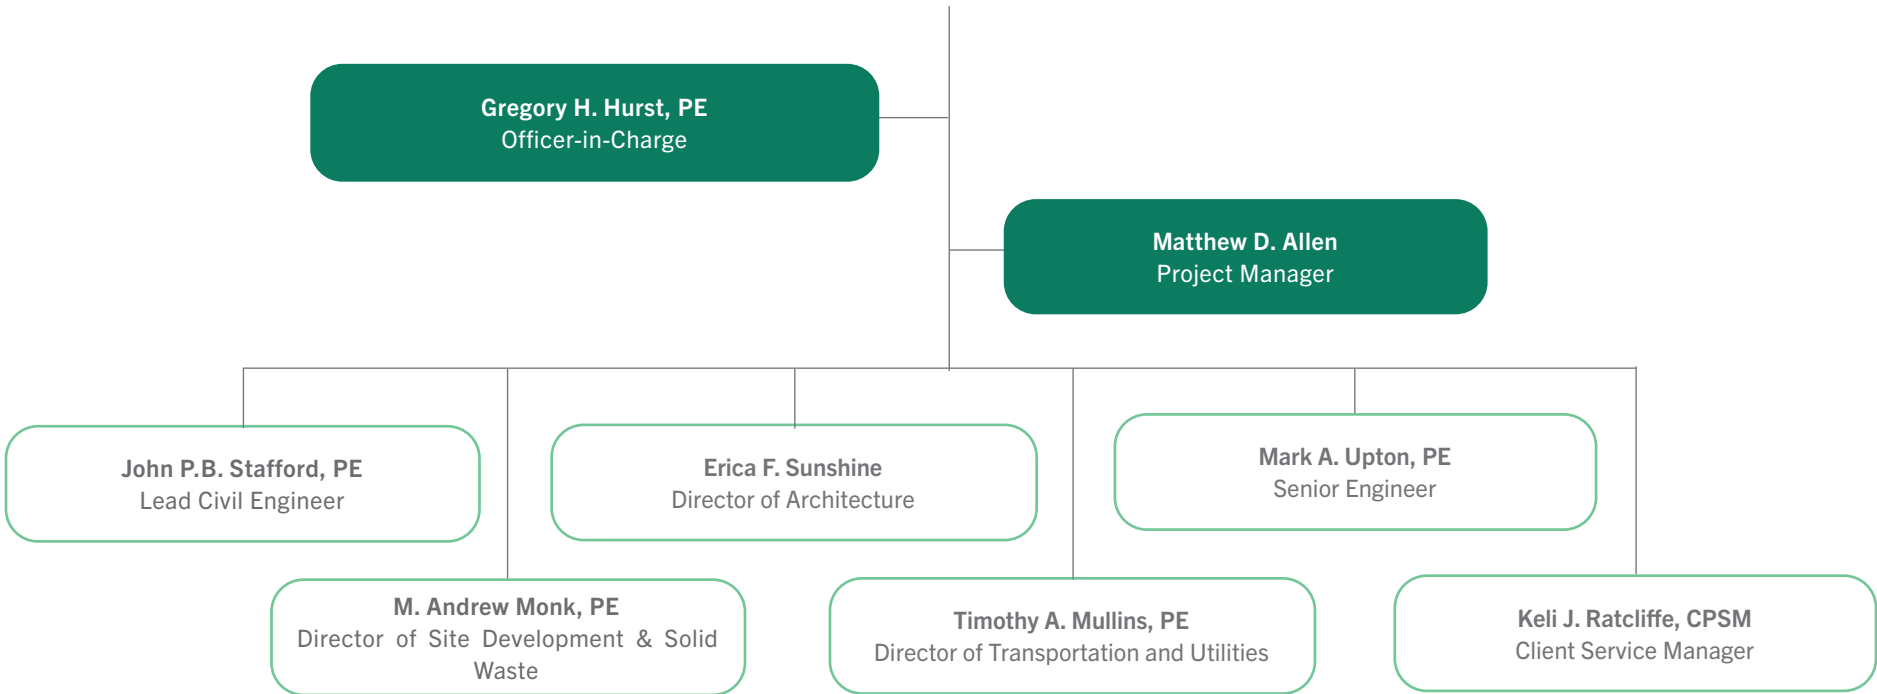 Gregory H. Hurst, PE
Officer-in-Charge
Matthew D. Allen
Project Manager
John P.B. Stafford, PE
Lead Civil Engineer
Erica F. Sunshine
Director of Architecture
Mark A. Upton, PE
Senior Engineer
M. Andrew Monk, PE
Director of Site Development & Solid
Waste
Timothy A. Mullins, PE
Director of Transportation and Utilities
Keli J. Ratcliffe, CPSM
Client Service Manager